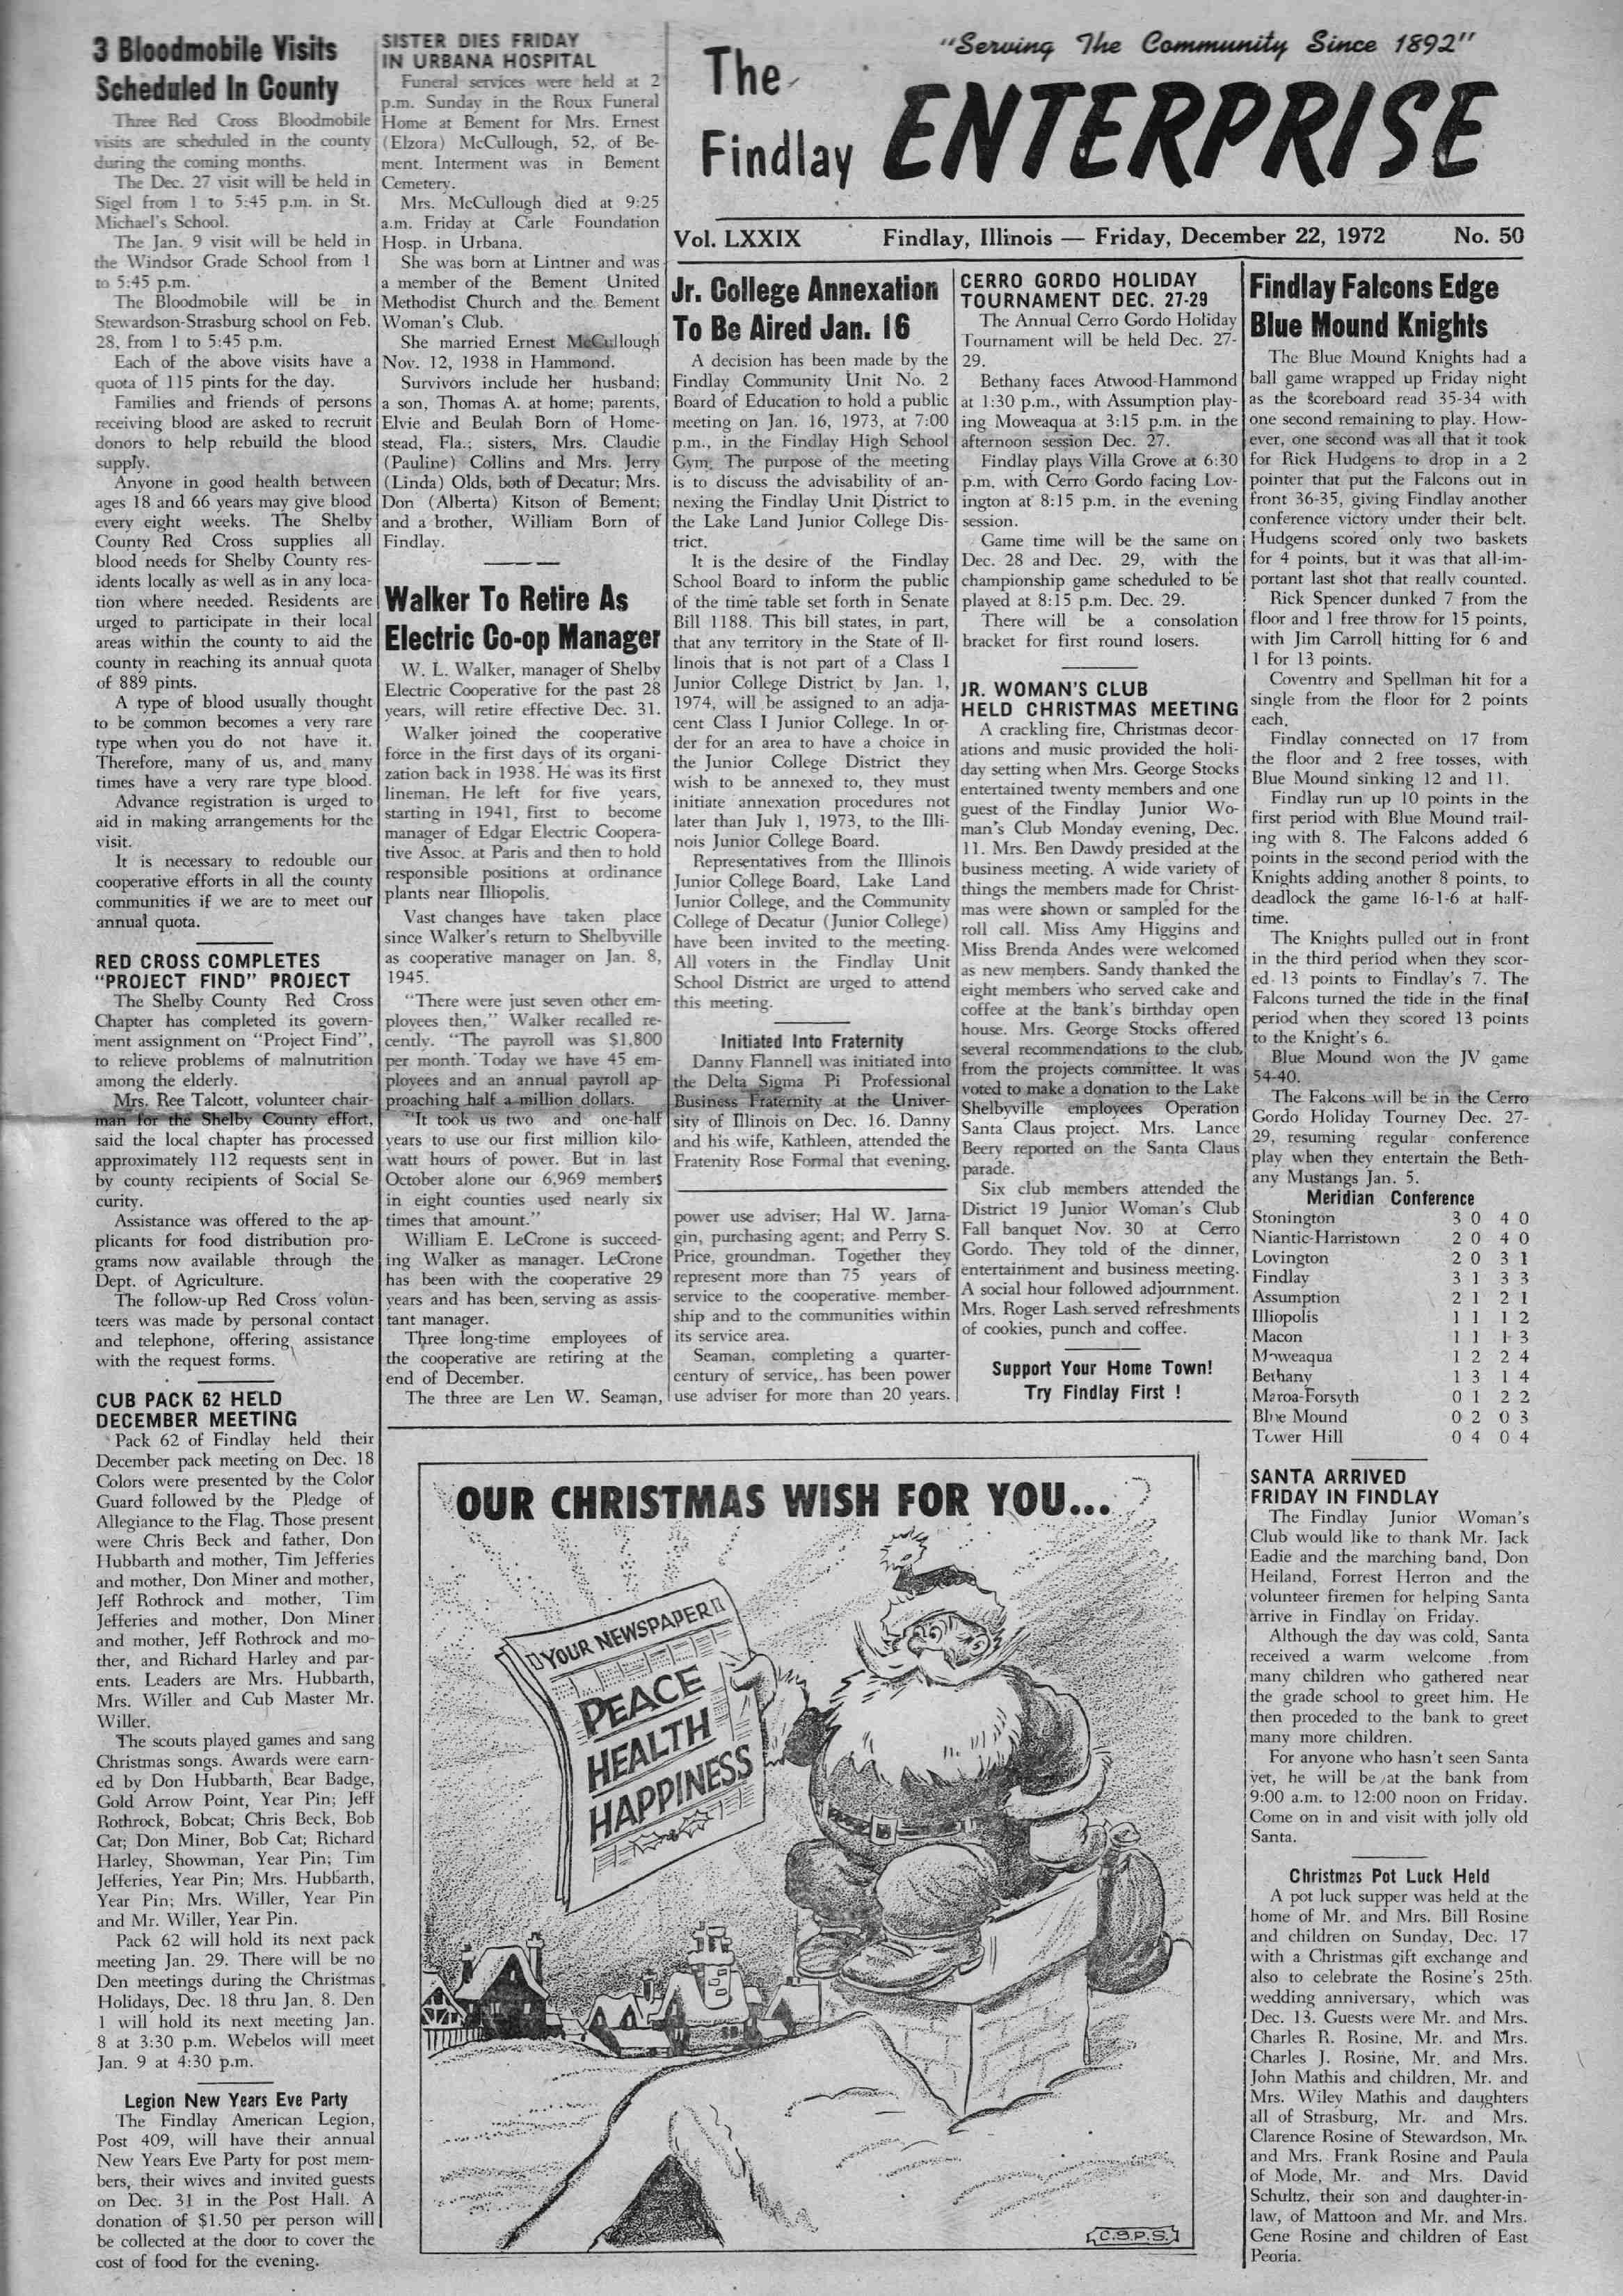 3 Bloodmobile Visits
Scheduled In County
Three Red Cross Bloodmobile
visits are scheduled in the county
during the coming months.
The Dec. 27 visit will be held in
Sigel from 1 to 5:45 p.m. in St.
Michael's School.
The Jan. 9 visit will be held in
the Windsor Grade School from 1
to 5:45 p.m.
The Bloodmobile will be in
Stewardson-Strasburg school on Feb.
28, from 1 to 5:45 p.m.
Each of the above visits have a
quota of 115 pints for the day.
Families and friends of persons
receiving blood are asked to recruit
donors to help rebuild the blood
supply.
Anyone in good health between
ages 18 and 66 years may give blood
every eight weeks. The Shelby
County Red Cross supplies all
blood needs for Shelby County res-
idents locally as well as in any loca-
tion where needed. Residents are
urged to participate in their local
areas within the county to aid the
county in reaching its annual quota
of 889 pints.
A type of blood usually thought
to be common becomes a very rare
type when you do not have it.
Therefore, many of us, and many
times have a very rare type blood.
Advance registration is urged to
aid in making arrangements for the
visit.
It is necessary to redouble our
cooperative efforts in all the county
communities if we are to meet our
annual quota.
RED CROSS COMPLETES
"PROJECT FIND" PROJECT
The Shelby County Red Cross
Chapter has completed its govern-
ment assignment on "Project Find",
to relieve problems of malnutrition
among the elderly.
Mrs. Ree Talcott, volunteer chair-
man for the Shelby County effort,
said the local chapter has processed
approximately 112 requests sent in
by county recipients of Social Se-
curity.
Assistance was offered to the ap-
plicants for food distribution pro-
grams now available through the
Dept. of Agriculture.
The follow-up Red Cross volun-
teers was made by personal contact
and telephone, offering assistance
with the request forms.
CUB PACK 62 HELD
DECEMBER MEETING
Pack 62 of Findlay held their
December pack meeting on Dec. 18
Colors were presented by the Color
Guard followed by the Pledge of
Allegiance to the Flag. Those present
were Chris Beck and father, Don
Hubbarth and mother, Tim Jefferies
and mother, Don Miner and mother,
Jeff Rothrock and mother, Tim
Jefferies and mother, Don Miner
and mother, Jeff Rothrock and mo-
ther, and Richard Harley and par-
ents. Leaders are Mrs. Hubbarth,
Mrs. Willer and Cub Master Mr.
Willer.
The scouts played games and sang
Christmas songs. Awards were earn-
ed by Don Hubbarth, Bear Badge,
Gold Arrow Point, Year Pin; Jeff
Rothrock, Bobcat; Chris Beck, Bob
Cat; Don Miner, Bob Cat; Richard
Harley, Showman, Year Pin; Tim
Jefferies, Year Pin; Mrs. Hubbarth,
Year Pin; Mrs. Willer, Year Pin
and Mr. Willer, Year Pin.
Pack 62 will hold its next pack
meeting Jan. 29. There will be no
Den meetings during the Christmas
Holidays, Dec. 18 thru Jan. 8. Den
1 will hold its next meeting Jan.
8 at 3:30 p.m. Webelos will meet
Jan. 9 at 4:30 p.m.
Legion New Years Eve Party
The Findlay American Legion,
Post 409, will have their annual
New Years Eve Party for post mem-
bers, their wives and invited guests
on Dec. 31 in the Post Hall. A
donation of $1.50 per person will
be collected at the door to cover the
cost of food for the evening.
SISTER DIES FRIDAY
IN URBANA HOSPITAL
Funeral services were held at 2
p.m. Sunday in the Roux Funeral
Home at Bement for Mrs. Ernest
(Elzora) McCullough, 52, of Be-
ment. Interment was in Bement
Cemetery.
Mrs. McCullough died at 9:25
a.m. Friday at Carle Foundation
Hosp. in Urbana.
She was born at Lintner and was
a member of the Bement United
Methodist Church and the Bement
Woman's Club.
She married Ernest McCullough
Nov. 12, 1938 in Hammond.
Survivors include her husband;
a son, Thomas A. at home; parents,
Elvie and Beulah Born of Home-
stead, Fla.; sisters, Mrs. Claudie
(Pauline) Collins and Mrs. Jerry
(Linda) Olds, both of Decatur; Mrs.
Don (Alberta) Kitson of Bement;
and a brother, William Born of
Findlay.
Walker To Retire As
Electric Co-op Manager
W. L. Walker, manager of Shelby
Electric Cooperative for the past 28
years, will retire effective Dec. 31.
Walker joined the cooperative
force in the first days of its organi-
zation back in 1938. He was its first
lineman. He left for five years,
starting in 1941, first to become
manager of Edgar Electric Coopera-
tive Assoc. at Paris and then to hold
responsible positions at ordinance
plants near Illiopolis.
Vast changes have taken place
since Walker's return to Shelbyville
as cooperative manager on Jan. 8,
1945.
"There were just seven other em-
ployees then," Walker recalled re-
cently. "The payroll was $1,800
per month. Today we have 45 em-
ployees and an annual payroll ap-
proaching half a million dollars.
"It took us two and one-half
years to use our first million kilo-
watt hours of power. But in last
October alone our 6,969 members
in eight counties used nearly six
times that amount."
William E. LeCrone is succeed-
ing Walker as manager. LeCrone
has been with the cooperative 29
years and has been serving as assis-
tant manager.
Three long-time employees of
the cooperative are retiring at the
end of December.
The three are Len W. Seaman,
"Serving The Community Since 1892"
The
Findlay
ENTERPRISE
Vol. LXXIX Findlay, Illinois — Friday, December 22, 1972 No. 50
Jr. College Annexation
To Be Aired Jan. 16
A decision has been made by the
Findlay Community Unit No. 2
Board of Education to hold a public
meeting on Jan. 16, 1973, at 7:00
p.m., in the Findlay High School
Gym. The purpose of the meeting
is to discuss the advisability of an-
nexing the Findlay Unit District to
the Lake Land Junior College Dis-
trict.
It is the desire of the Findlay
School Board to inform the public
of the time table set forth in Senate
Bill 1188. This bill states, in part,
that any territory in the State of Il-
linois that is not part of a Class I
Junior College District by Jan. 1,
1974, will be assigned to an adja-
cent Class I Junior College. In or-
der for an area to have a choice in
the Junior College District they
wish to be annexed to, they must
initiate annexation procedures not
later than July 1, 1973, to the Illi-
nois Junior College Board.
Representatives from the Illinois
Junior College Board, Lake Land
Junior College, and the Community
College of Decatur (Junior College)
have been invited to the meeting.
All voters in the Findlay Unit
School District are urged to attend
this meeting.
Initiated Into Fraternity
Danny Flannell was initiated into
the Delta Sigma Pi Professional
Business Fraternity at the Univer-
sity of Illinois on Dec. 16. Danny
and his wife, Kathleen, attended the
Fratenity Rose Formal that evening.
power use adviser; Hal W. Jarna-
gin, purchasing agent; and Perry S.
Price, groundman. Together they
represent more than 75 years of
service to the cooperative member-
ship and to the communities within
its service area.
Seaman, completing a quarter-
century of service, has been power
use adviser for more than 20 years.
CERRO GORDO HOLIDAY
TOURNAMENT DEC. 27-29
The Annual Cerro Gordo Holiday
Tournament will be held Dec. 27-
29.
Bethany faces Atwood-Hammond
at 1:30 p.m., with Assumption play-
ing Moweaqua at 3:15 p.m. in the
afternoon session Dec. 27.
Findlay plays Villa Grove at 6:30
p.m. with Cerro Gordo facing Lov-
ington at 8:15 p.m. in the evening
session.
Game time will be the same on
Dec. 28 and Dec. 29, with the
championship game scheduled to be
played at 8:15 p.m. Dec. 29.
There will be a consolation
bracket for first round losers.
JR. WOMAN'S CLUB
HELD CHRISTMAS MEETING
A crackling fire, Christmas decor-
ations and music provided the holi-
day setting when Mrs. George Stocks
entertained twenty members and one
guest of the Findlay Junior Wo-
man's Club Monday evening, Dec.
11. Mrs. Ben Dawdy presided at the
business meeting. A wide variety of
things the members made for Christ-
mas were shown or sampled for the
roll call. Miss Amy Higgins and
Miss Brenda Andes were welcomed
as new members. Sandy thanked the
eight members who served cake and
coffee at the bank's birthday open
house. Mrs. George Stocks offered
several recommendations to the club
from the projects committee. It was
voted to make a donation to the Lake
Shelbyville employees Operation
Santa Claus project. Mrs. Lance
Beery reported on the Santa Claus
parade.
Six club members attended the
District 19 Junior Woman's Club
Fall banquet Nov. 30 at Cerro
Gordo. They told of the dinner,
entertainment and business meeting.
A social hour followed adjournment.
Mrs. Roger Lash served refreshments
of cookies, punch and coffee.
Support Your Home Town!
Try Findlay First !
Findlay Falcons Edge
Blue Mound Knights
The Blue Mound Knights had a
ball game wrapped up Friday night
as the scoreboard read 35-34 with
one second remaining to play. How-
ever, one second was all that it took
for Rick Hudgens to drop in a 2
pointer that put the Falcons out in
front 36-35, giving Findlay another
conference victory under their belt.
Hudgens scored only two baskets
for 4 points, but it was that all-im-
portant last shot that really counted.
Rick Spencer dunked 7 from the
floor and 1 free throw for 15 points,
with Jim Carroll hitting for 6 and
1 for 13 points.
Coventry and Spellman hit for a
single from the floor for 2 points
each.
Findlay connected on 17 from
the floor and 2 free tosses, with
Blue Mound sinking 12 and 11.
Findlay run up 10 points in the
first period with Blue Mound trail-
ing with 8. The Falcons added 6
points in the second period with the
Knights adding another 8 points, to
deadlock the game 16-1-6 at half-
time.
The Knights pulled out in front
in the third period when they scor-
ed 13 points to Findlay's 7. The
Falcons turned the tide in the final
period when they scored 13 points
to the Knight's 6.
Blue Mound won the JV game
54-40.
The Falcons will be in the Cerro
Gordo Holiday Tourney Dec. 27-
29, resuming regular conference
play when they entertain the Beth-
any Mustangs Jan. 5.
Meridian Conference
Stonington 3 0 4 0
Niantic-Harristown 2 0 4 0
Lovington 2 0 3 1
Findlay 3 1 3 3
Assumption 2 1 2 1
Illiopolis 1 1 1 2
Macon 1 1 1 3
Moweaqua 1 2 2 4
Bethany 1 3 1 4
Maroa-Forsyth 0 1 2 2
Blue Mound 0 2 0 3
Tower Hill 0 4 0 4
SANTA ARRIVED
FRIDAY IN FINDLAY
The Findlay Junior Woman's
Club would like to thank Mr. Jack
Eadie and the marching band, Don
Heiland, Forrest Herron and the
volunteer firemen for helping Santa
arrive in Findlay on Friday.
Although the day was cold, Santa
received a warm welcome from
many children who gathered near
the grade school to greet him. He
then proceded to the bank to greet
many more children.
For anyone who hasn't seen Santa
yet, he will be at the bank from
9:00 a.m. to 12:00 noon on Friday.
Come on in and visit with jolly old
Santa.
Christmas Pot Luck Held
A pot luck supper was held at the
home of Mr. and Mrs. Bill Rosine
and children on Sunday, Dec. 17
with a Christmas gift exchange and
also to celebrate the Rosine's 25th
wedding anniversary, which was
Dec. 13. Guests were Mr. and Mrs.
Charles R. Rosine, Mr. and Mrs.
Charles J. Rosine, Mr. and Mrs.
John Mathis and children, Mr. and
Mrs. Wiley Mathis and daughters
all of Strasburg, Mr. and Mrs.
Clarence Rosine of Stewardson, Mr.
and Mrs. Frank Rosine and Paula
of Mode, Mr. and Mrs. David
Schultz, their son and daughter-in-
law, of Mattoon and Mr. and Mrs.
Gene Rosine and children of East
Peoria.
OUR CHRISTMAS WISH FOR YOU...
YOUR NEWSPAPER
PEACE
HEALTH
HAPPINESS
C.S.P.S.